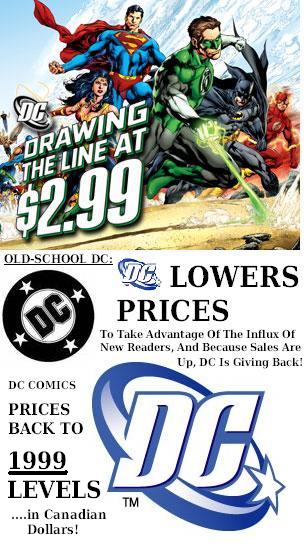 DC
DRAWING
THE LINE AT
$2.99
OLD-SCHOOL DC:
DC
DC LOWERS
PRICES
To Take Advantage Of The Influx Of
New Readers, And Because Sales Are
Up, DC Is Giving Back!
DC COMICS
PRICES
BACK TO
1999
LEVELS
....in Canadian
Dollars!
DC
TM